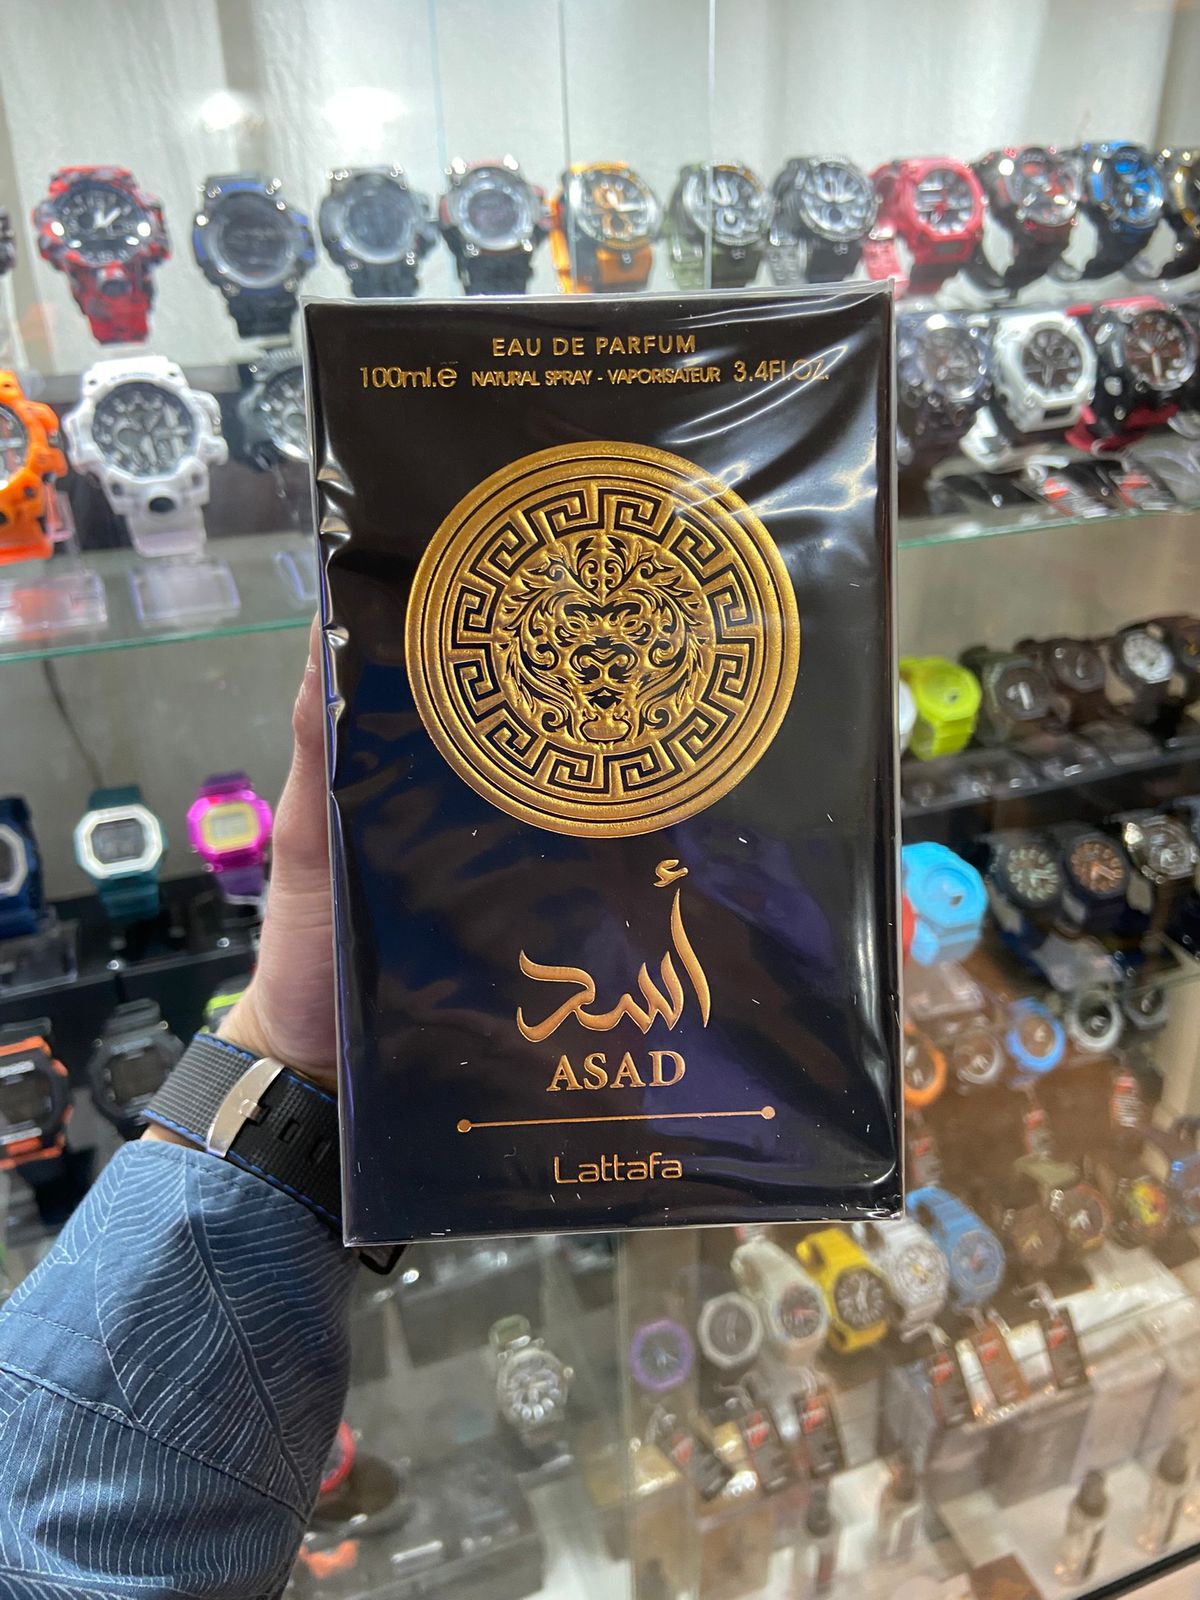 EAU DE PARFUM
100ml.e NATURAL SPRAY - VAPORISATEUR 3.4Fl.OZ.
أسد
ASAD
Lattafa